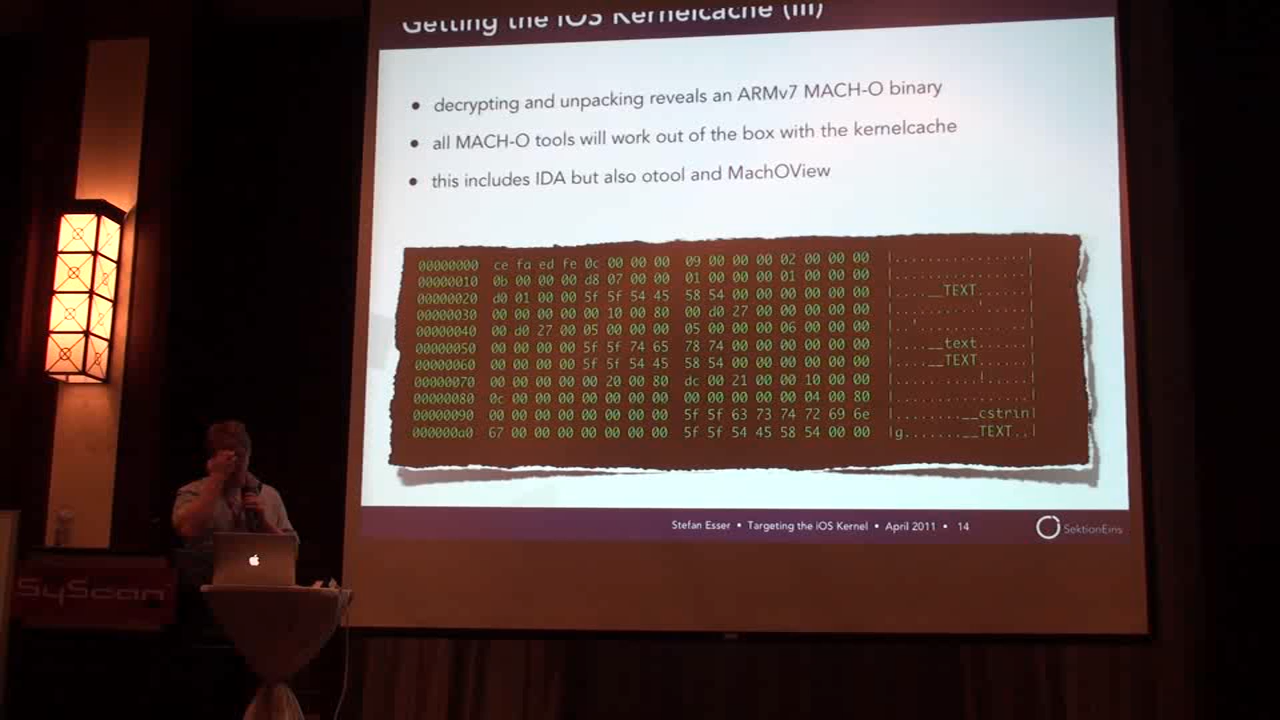 Getting the iOS Kernelcache (III)
• decrypting and unpacking reveals an ARMv7 MACH-O binary
• all MACH-O tools will work out of the box with the kernelcache
• this includes IDA but also otool and MachOView
00000000 ce fa ed fe 0c 00 00 00 09 00 00 00 02 00 00 00 |................|
00000010 0b 00 00 00 d8 07 00 00 01 00 00 00 01 00 00 00 |................|
00000020 d0 01 00 00 5f 5f 54 45 58 54 00 00 00 00 00 00 |....__TEXT......|
00000030 00 00 00 00 00 10 00 80 00 d0 27 00 00 00 00 00 |..........'.....|
00000040 00 d0 27 00 05 00 00 00 05 00 00 00 06 00 00 00 |..'.............|
00000050 00 00 00 00 5f 5f 74 65 78 74 00 00 00 00 00 00 |....__text......|
00000060 00 00 00 00 5f 5f 54 45 58 54 00 00 00 00 00 00 |....__TEXT......|
00000070 00 00 00 00 00 20 00 80 dc 00 21 00 00 10 00 00 |..... ....!.....|
00000080 0c 00 00 00 00 00 00 00 00 00 00 00 00 04 00 80 |................|
00000090 00 00 00 00 00 00 00 00 5f 5f 63 73 74 72 69 6e |........__cstrin|
000000a0 67 00 00 00 00 00 00 00 5f 5f 54 45 58 54 00 00 |g.......__TEXT..|
Stefan Esser • Targeting the iOS Kernel • April 2011 • 14
SektionEins
SyScan